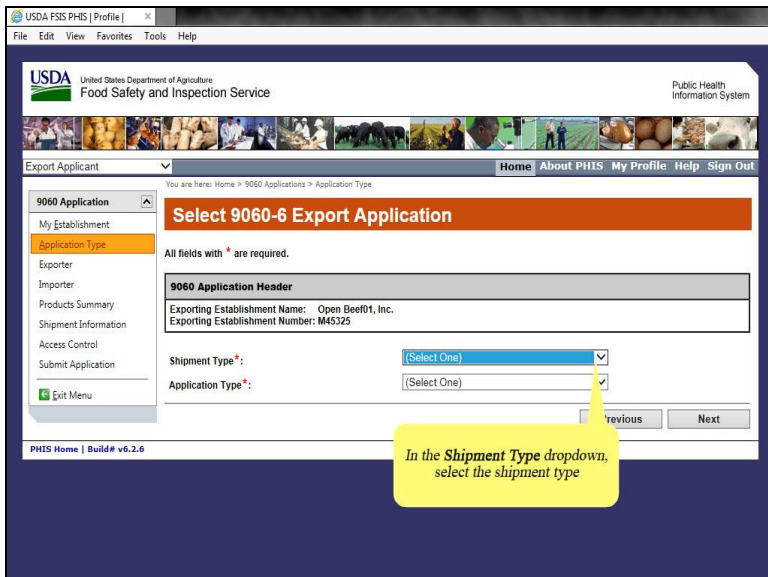 USDA FSIS PHIS | Profile |
File Edit View Favorites Tools Help
USDA
United States Department of Agriculture
Food Safety and Inspection Service
Public Health
Information System
Export Applicant
Home About PHIS My Profile Help Sign Out
You are here: Home > 9060 Applications > Application Type
9060 Application
My Establishment
Application Type
Exporter
Importer
Products Summary
Shipment Information
Access Control
Submit Application
Exit Menu
Select 9060-6 Export Application
All fields with * are required.
9060 Application Header
Exporting Establishment Name: Open Beef01, Inc.
Exporting Establishment Number: M45325
Shipment Type*: (Select One)
Application Type*: (Select One)
Previous Next
In the Shipment Type dropdown,
select the shipment type
PHIS Home | Build# v6.2.6